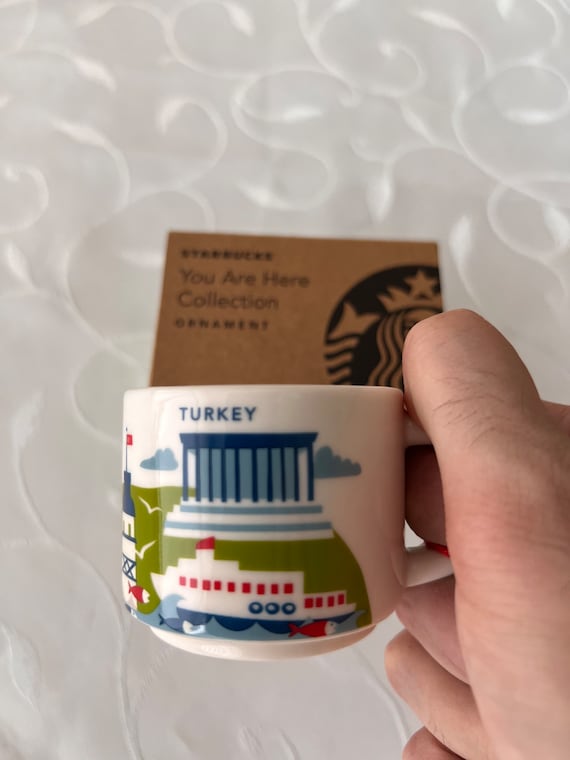 STARBUCKS
You Are Here
Collection
ORNAMENT
TURKEY